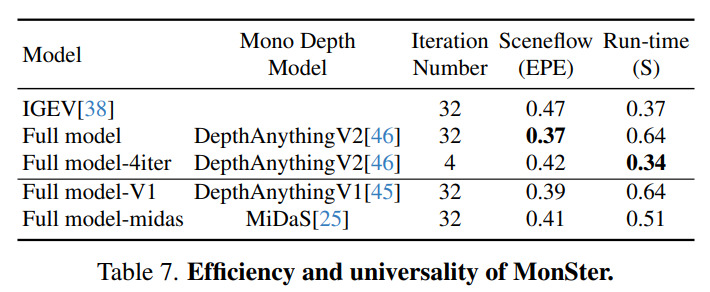 Model Mono Depth Model Iteration Number Sceneflow (EPE) Run-time (S)
IGEV[38] 32 0.47 0.37
Full model DepthAnythingV2[46] 32 0.37 0.64
Full model-4iter DepthAnythingV2[46] 4 0.42 0.34
Full model-V1 DepthAnythingV1[45] 32 0.39 0.64
Full model-midas MiDaS[25] 32 0.41 0.51
Table 7. Efficiency and universality of MonSter.